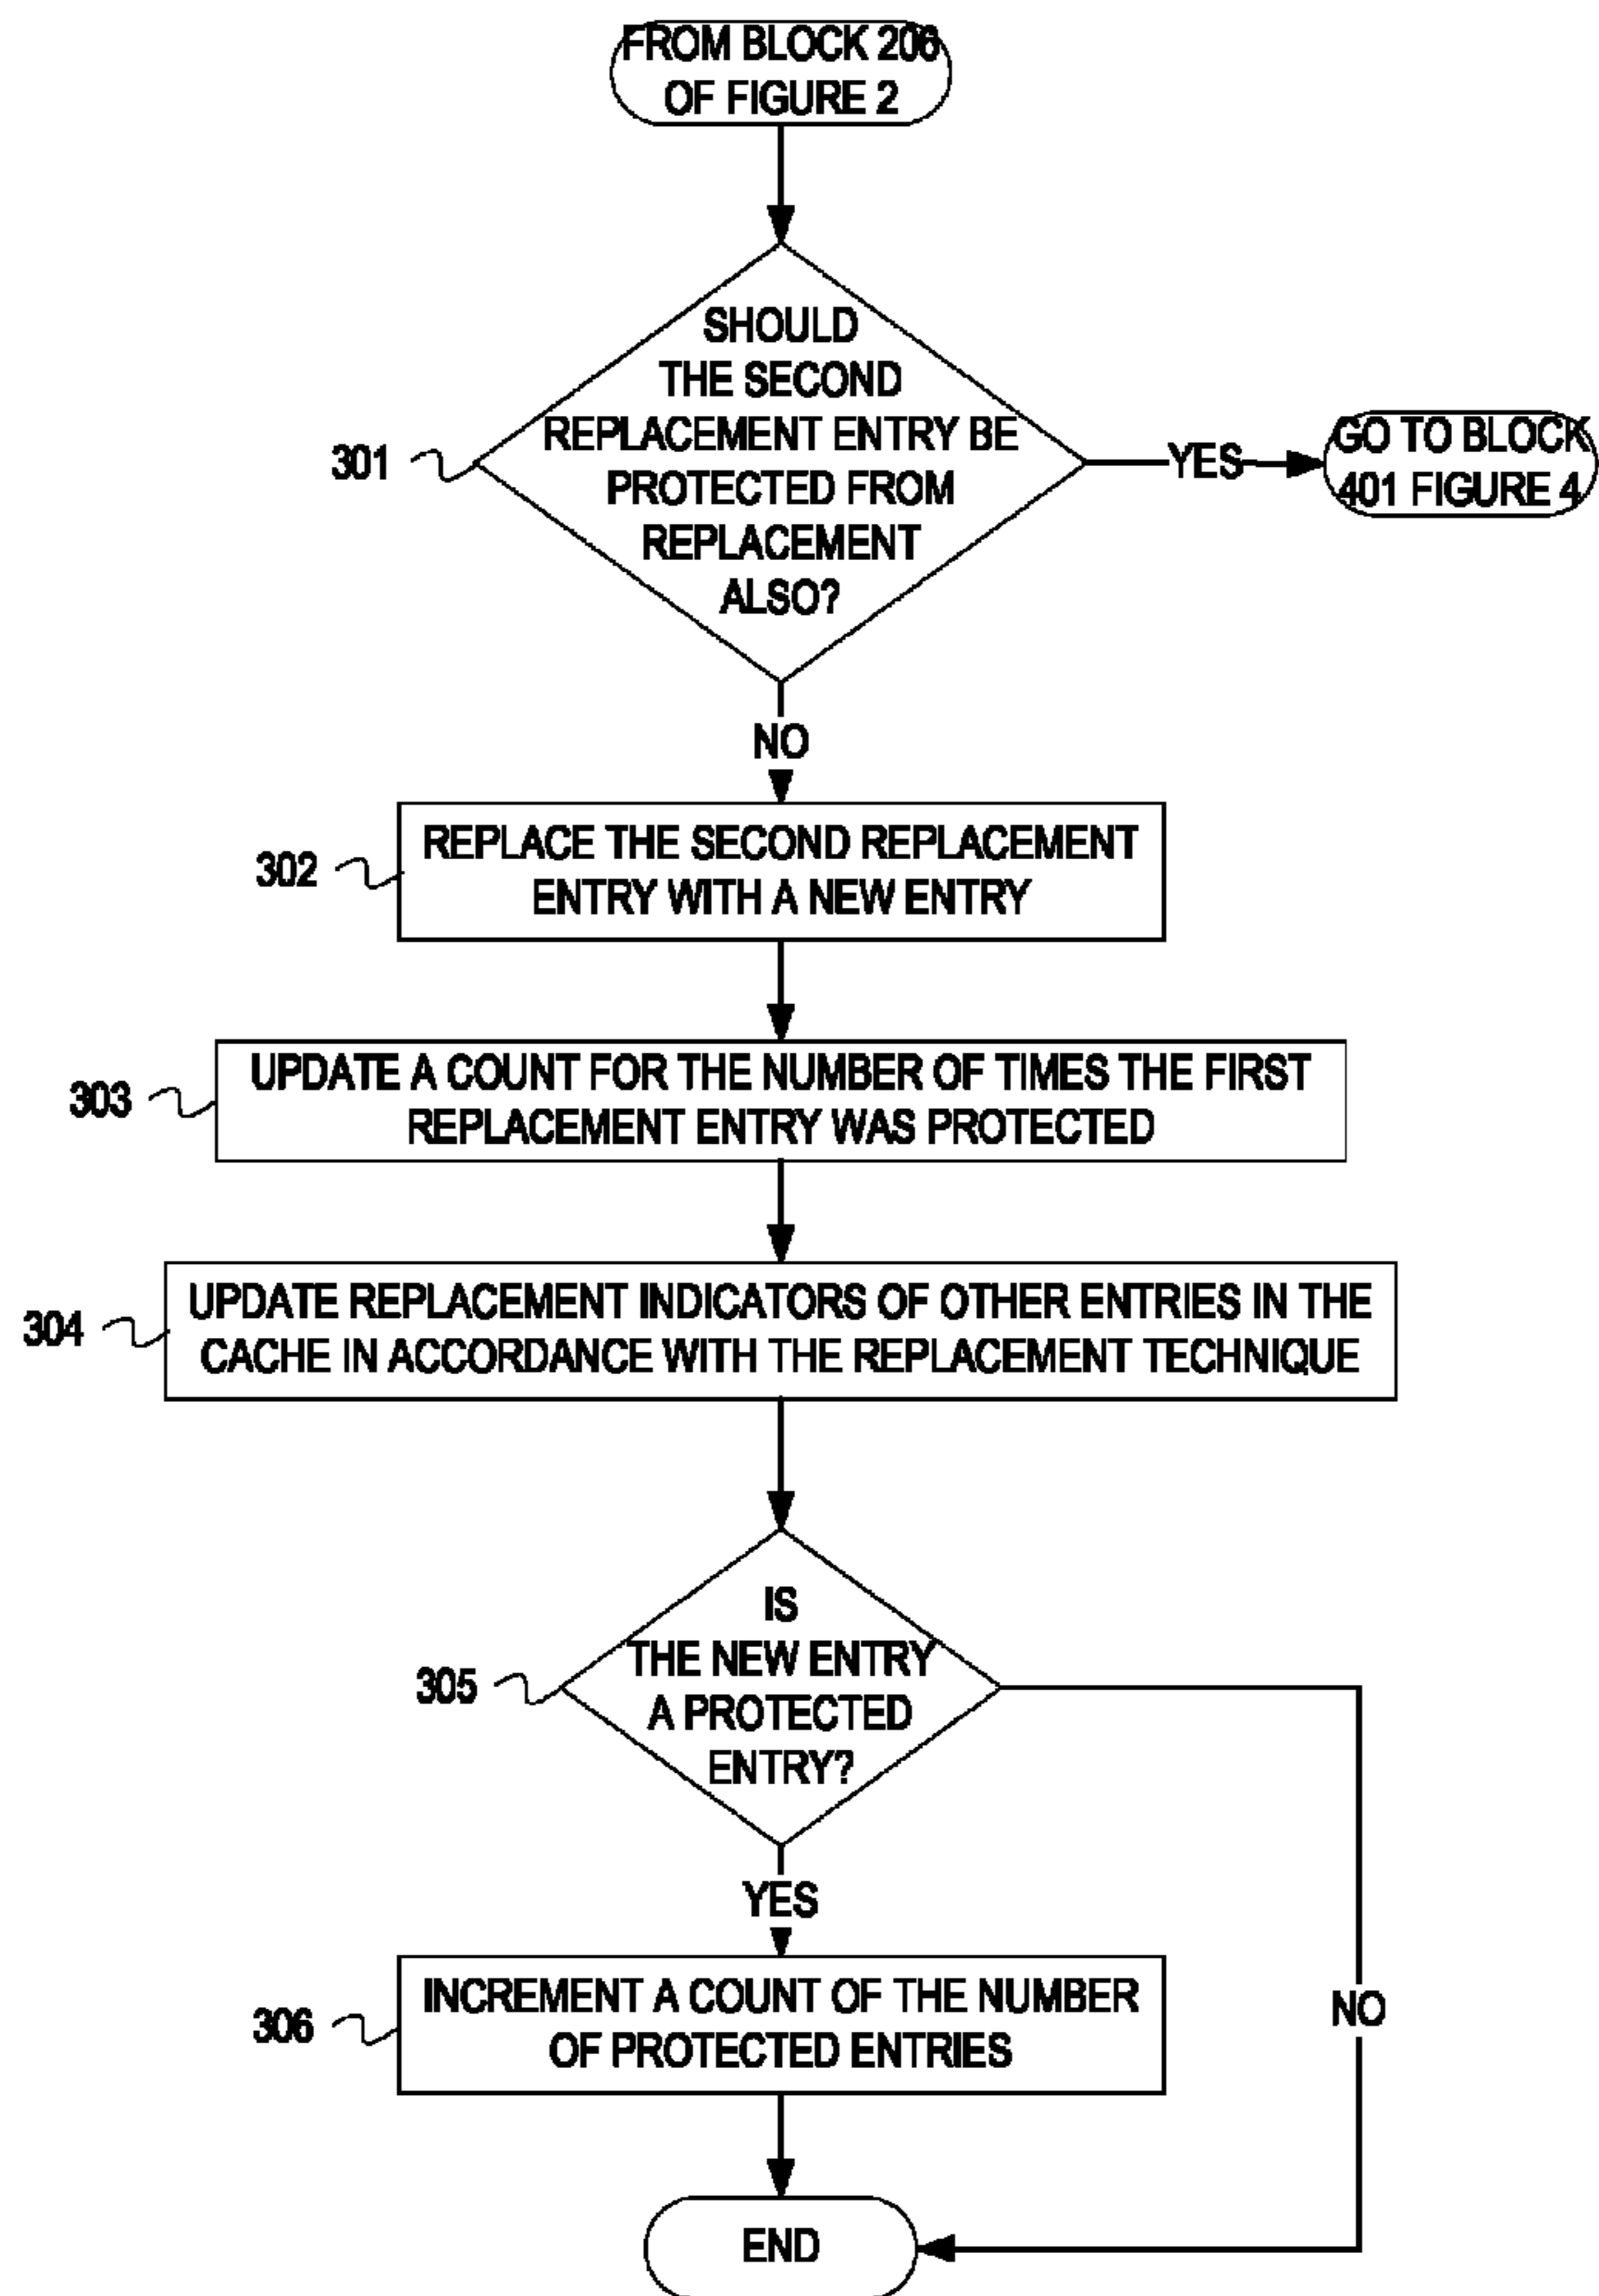 FROM BLOCK 206
OF FIGURE 2
SHOULD
THE SECOND
REPLACEMENT ENTRY BE
PROTECTED FROM
REPLACEMENT
ALSO?
301
YES
GO TO BLOCK
401 FIGURE 4
NO
302
REPLACE THE SECOND REPLACEMENT
ENTRY WITH A NEW ENTRY
303
UPDATE A COUNT FOR THE NUMBER OF TIMES THE FIRST
REPLACEMENT ENTRY WAS PROTECTED
304
UPDATE REPLACEMENT INDICATORS OF OTHER ENTRIES IN THE
CACHE IN ACCORDANCE WITH THE REPLACEMENT TECHNIQUE
305
IS
THE NEW ENTRY
A PROTECTED
ENTRY?
YES
NO
306
INCREMENT A COUNT OF THE NUMBER
OF PROTECTED ENTRIES
END